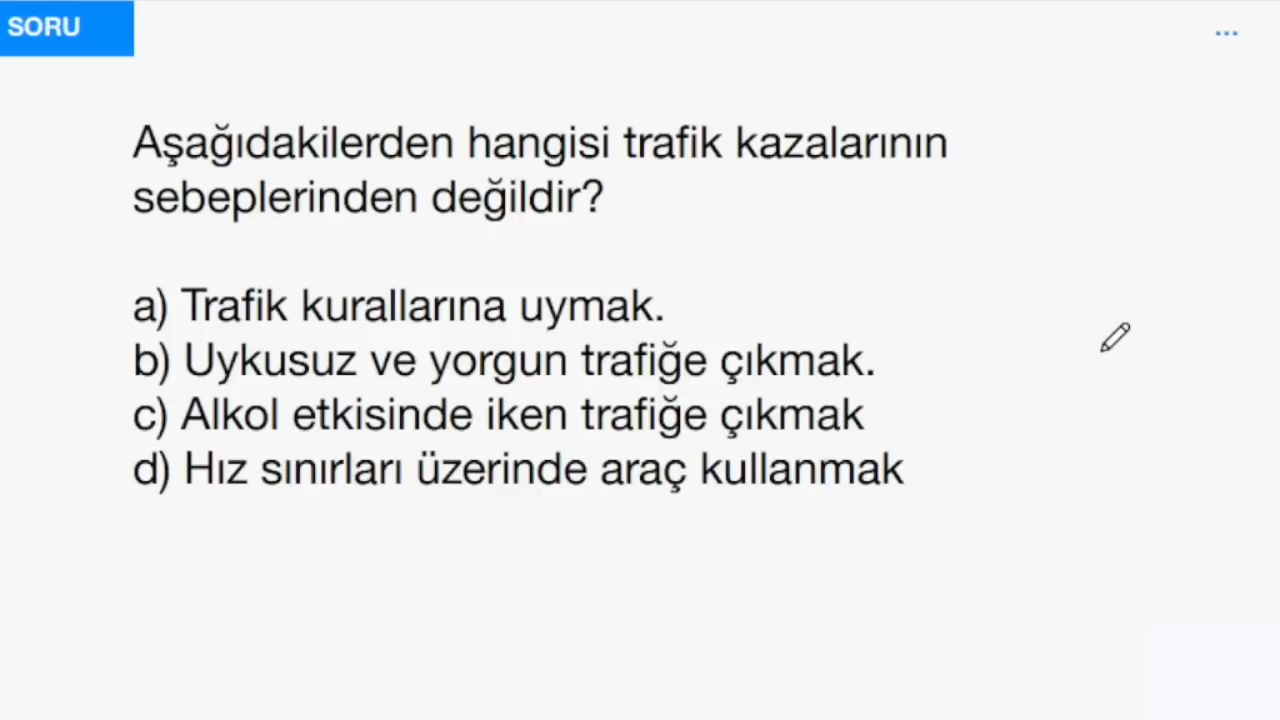 SORU
...
Aşağıdakilerden hangisi trafik kazalarının
sebeplerinden değildir?
a) Trafik kurallarına uymak.
b) Uykusuz ve yorgun trafiğe çıkmak.
c) Alkol etkisinde iken trafiğe çıkmak
d) Hız sınırları üzerinde araç kullanmak